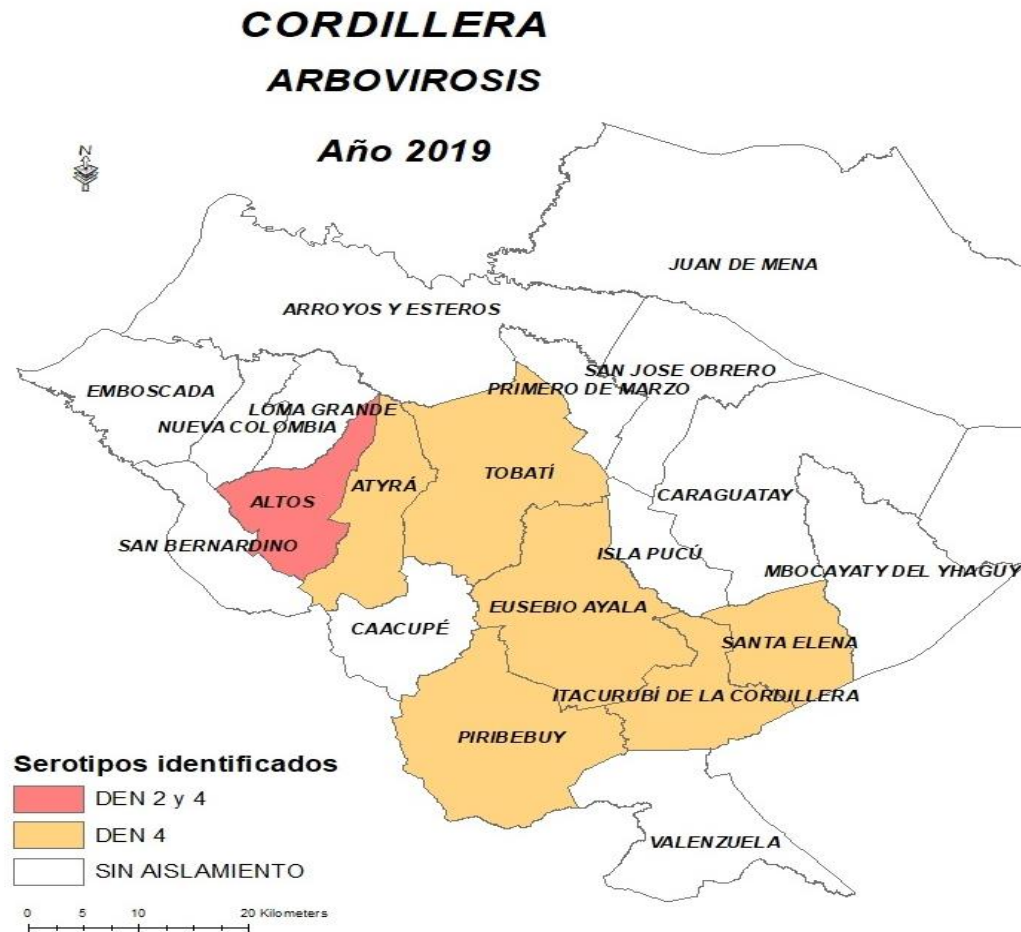 CORDILLERA
ARBOVIROSIS
Año 2019
N
JUAN DE MENA
ARROYOS Y ESTEROS
SAN JOSE OBRERO
EMBOSCADA
PRIMERO DE MARZO
LOMA GRANDE
NUEVA COLOMBIA
TOBATÍ
ATYRÁ
CARAGUATAY
ALTOS
SAN BERNARDINO
ISLA PUCÚ
MBOCAYATY DEL YHAGUY
EUSEBIO AYALA
CAACUPÉ
SANTA ELENA
ITACURUBÍ DE LA CORDILLERA
PIRIBEBUY
VALENZUELA
Serotipos identificados
DEN 2 y 4
DEN 4
SIN AISLAMIENTO
0 5 10 20 Kilometers